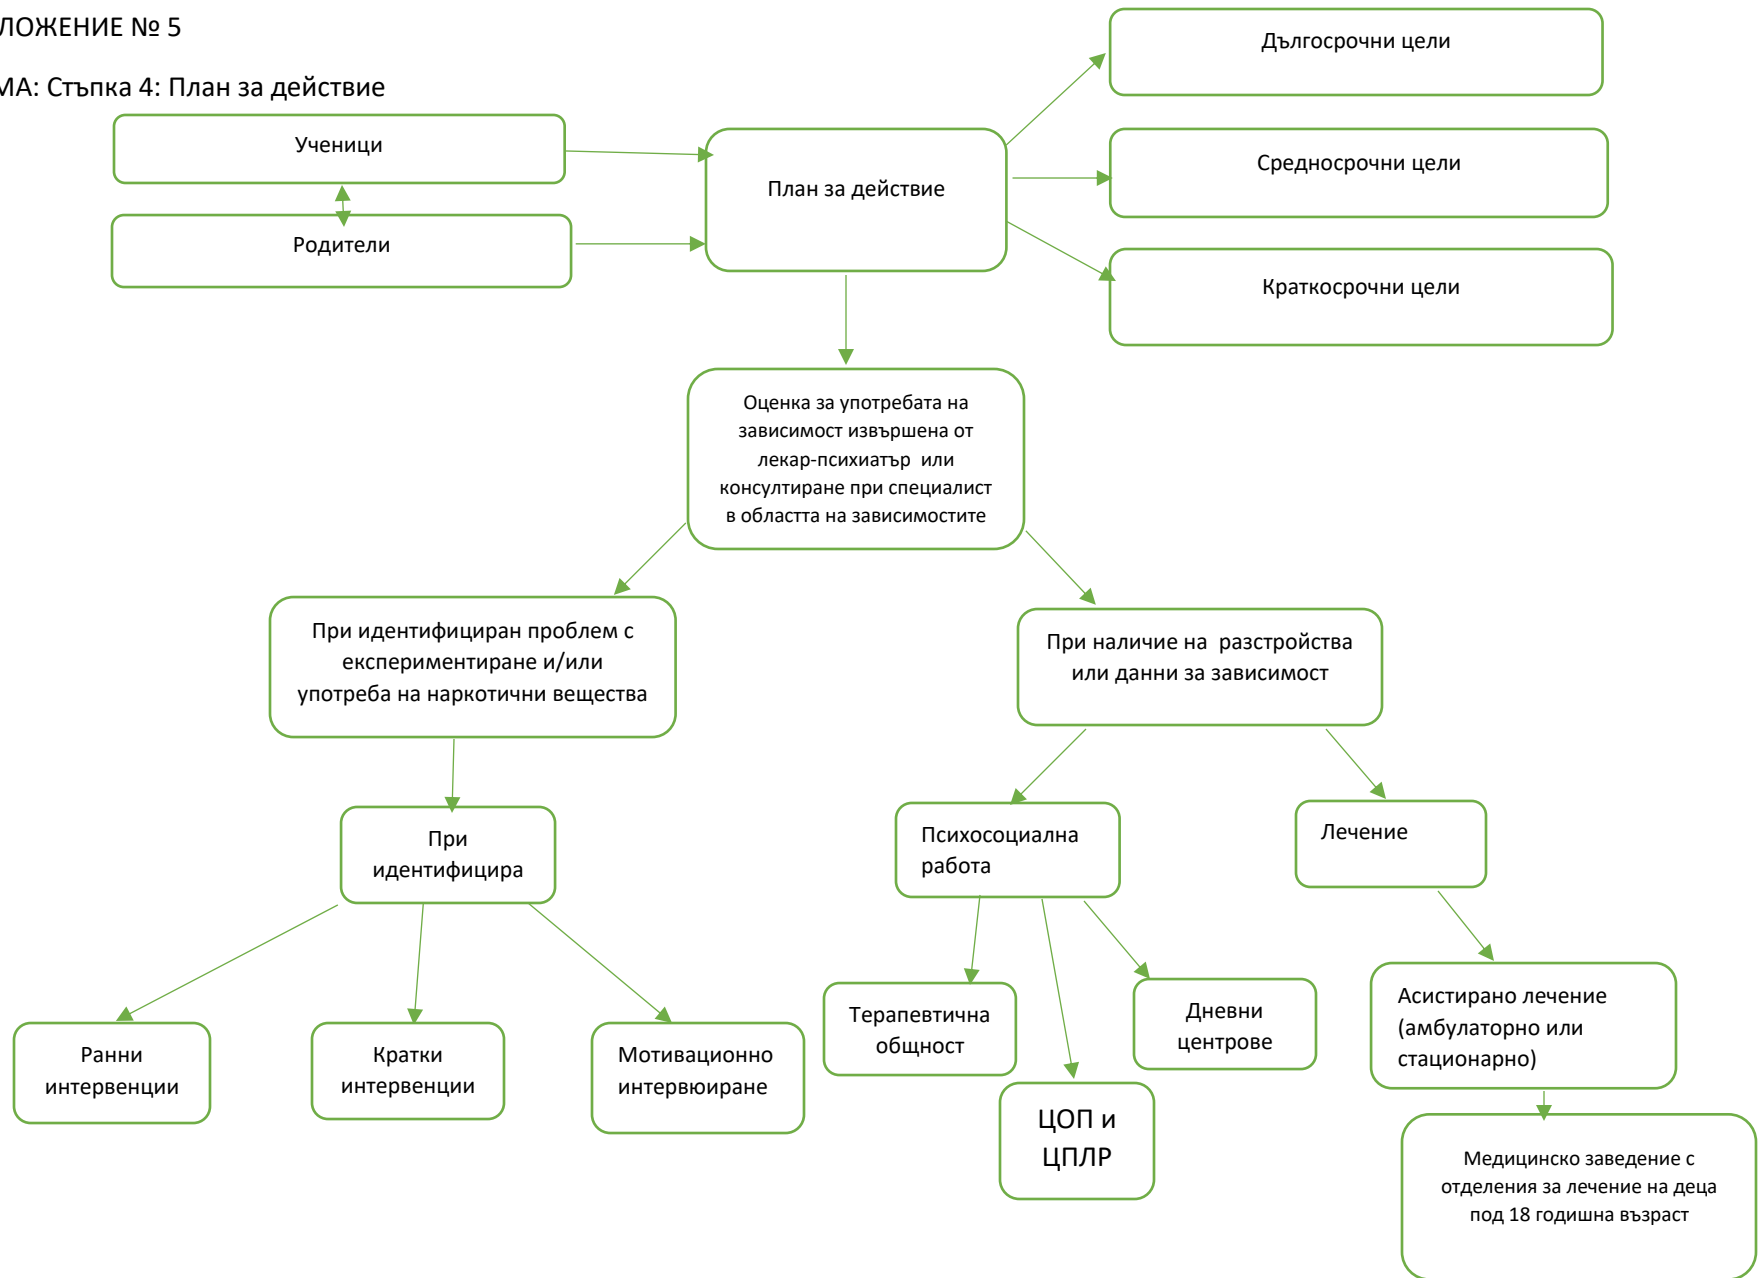 ЛОЖЕНИЕ № 5
МА: Стъпка 4: План за действие
Ученици
Родители
План за действие
Дългосрочни цели
Средносрочни цели
Краткосрочни цели
Оценка за употребата на
зависимост извършена от
лекар-психиатър или
консултиране при специалист
в областта на зависимостите
При идентифициран проблем с
експериментиране и/или
употреба на наркотични вещества
При наличие на разстройства
или данни за зависимост
При
идентифицира
Психосоциална
работа
Лечение
Ранни
интервенции
Кратки
интервенции
Мотивационно
интервюиране
Терапевтична
общност
ЦОП и
ЦПЛР
Дневни
центрове
Асистирано лечение
(амбулаторно или
стационарно)
Медицинско заведение с
отделения за лечение на деца
под 18 годишна възраст